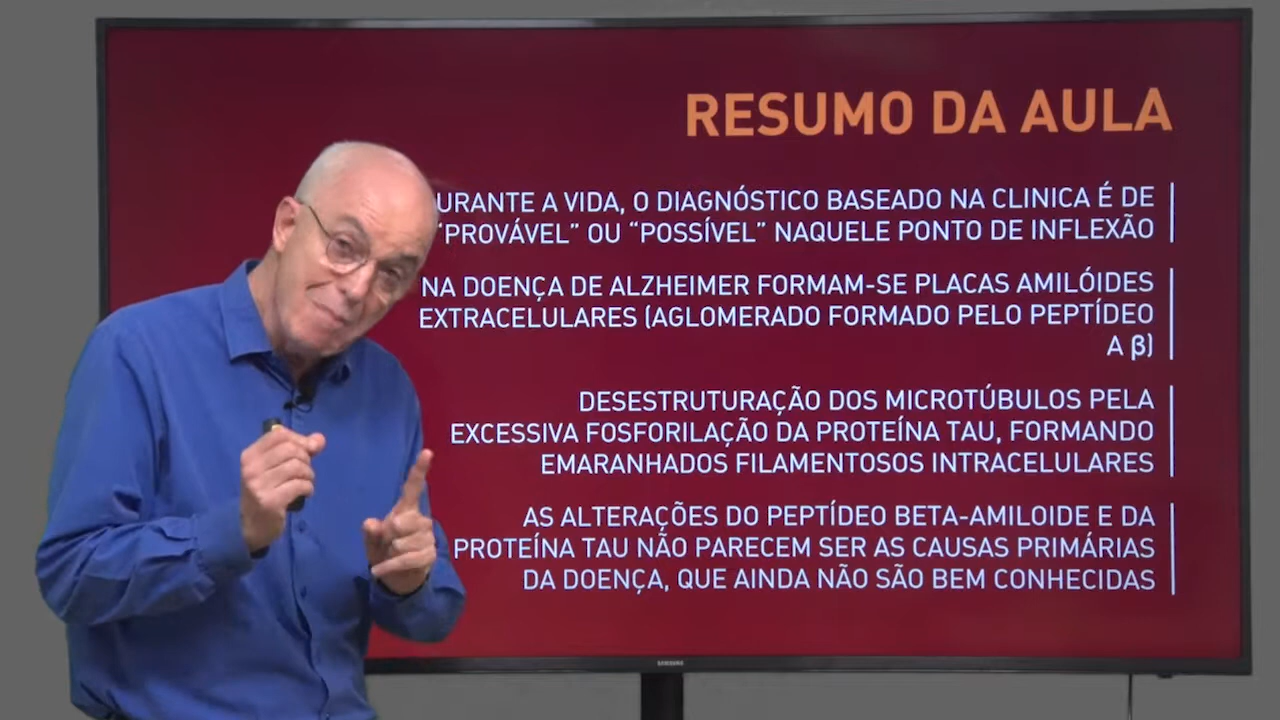 RESUMO DA AULA
URANTE A VIDA, O DIAGNÓSTICO BASEADO NA CLINICA É DE
“PROVÁVEL” OU “POSSÍVEL” NAQUELE PONTO DE INFLEXÃO
NA DOENÇA DE ALZHEIMER FORMAM-SE PLACAS AMILÓIDES
EXTRACELULARES (AGLOMERADO FORMADO PELO PEPTÍDEO
A β)
DESESTRUTURAÇÃO DOS MICROTÚBULOS PELA
EXCESSIVA FOSFORILAÇÃO DA PROTEÍNA TAU, FORMANDO
EMARANHADOS FILAMENTOSOS INTRACELULARES
AS ALTERAÇÕES DO PEPTÍDEO BETA-AMILOIDE E DA
PROTEÍNA TAU NÃO PARECEM SER AS CAUSAS PRIMÁRIAS
DA DOENÇA, QUE AINDA NÃO SÃO BEM CONHECIDAS
SAMSUNG